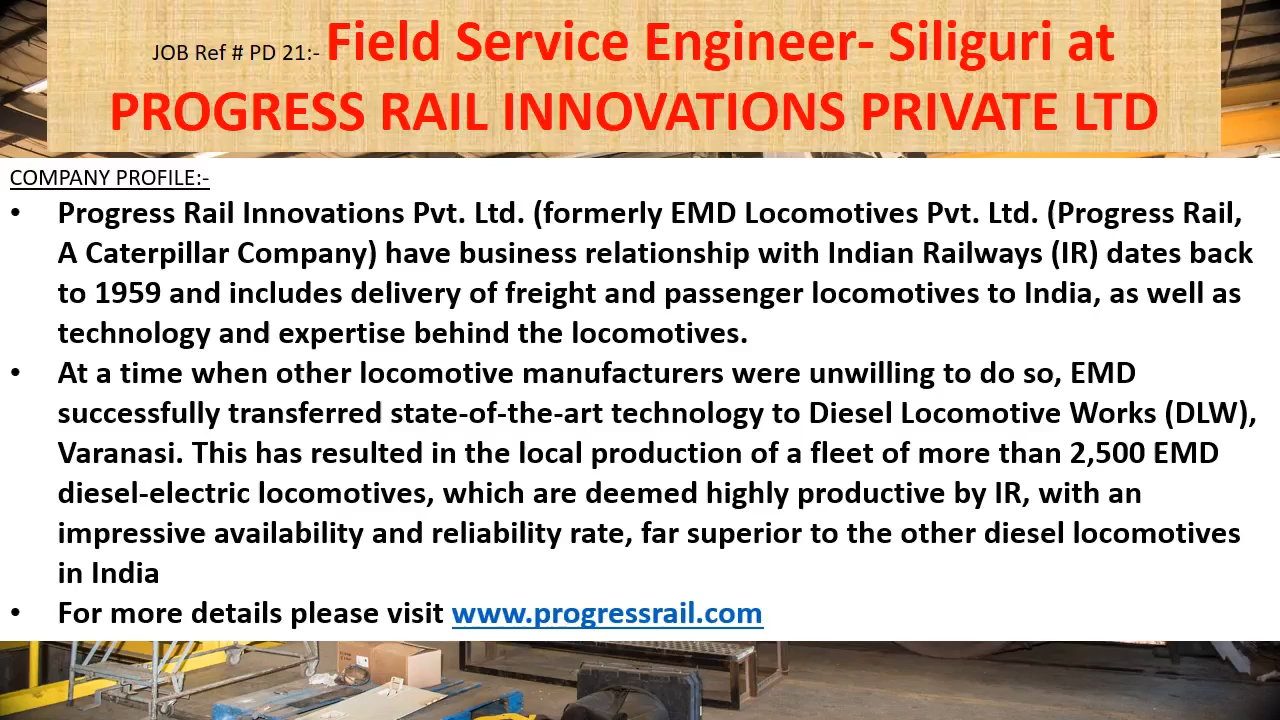 JOB Ref # PD 21:- Field Service Engineer- Siliguri at
PROGRESS RAIL INNOVATIONS PRIVATE LTD
COMPANY PROFILE:-
• Progress Rail Innovations Pvt. Ltd. (formerly EMD Locomotives Pvt. Ltd. (Progress Rail,
A Caterpillar Company) have business relationship with Indian Railways (IR) dates back
to 1959 and includes delivery of freight and passenger locomotives to India, as well as
technology and expertise behind the locomotives.
• At a time when other locomotive manufacturers were unwilling to do so, EMD
successfully transferred state-of-the-art technology to Diesel Locomotive Works (DLW),
Varanasi. This has resulted in the local production of a fleet of more than 2,500 EMD
diesel-electric locomotives, which are deemed highly productive by IR, with an
impressive availability and reliability rate, far superior to the other diesel locomotives
in India
• For more details please visit www.progressrail.com